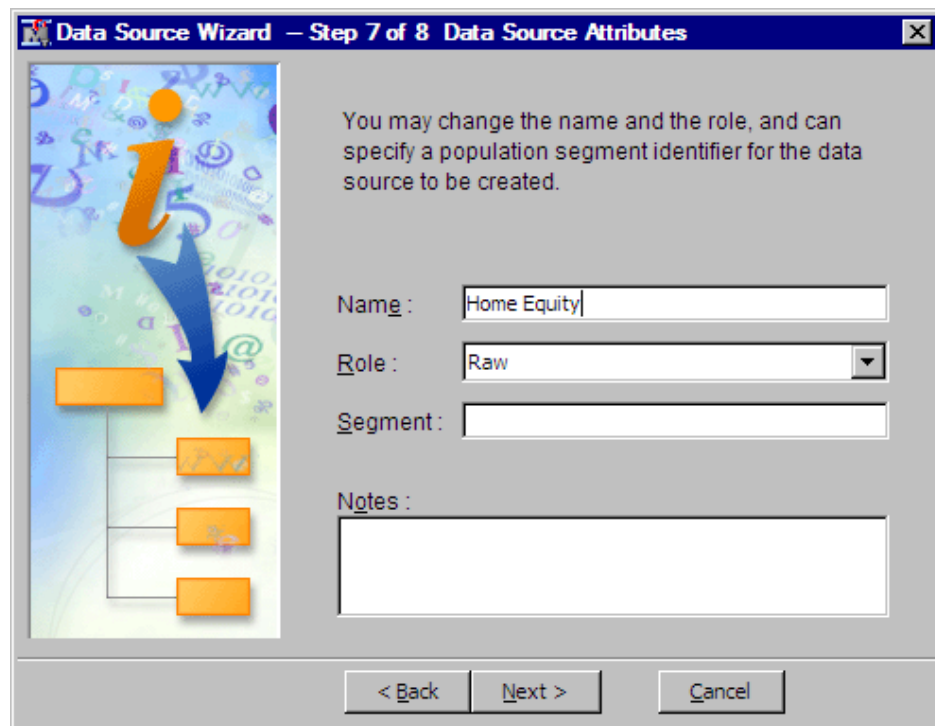 Data Source Wizard – Step 7 of 8 Data Source Attributes
You may change the name and the role, and can
specify a population segment identifier for the data
source to be created.
Name : Home Equity
Role : Raw
Segment :
Notes :
< Back Next > Cancel